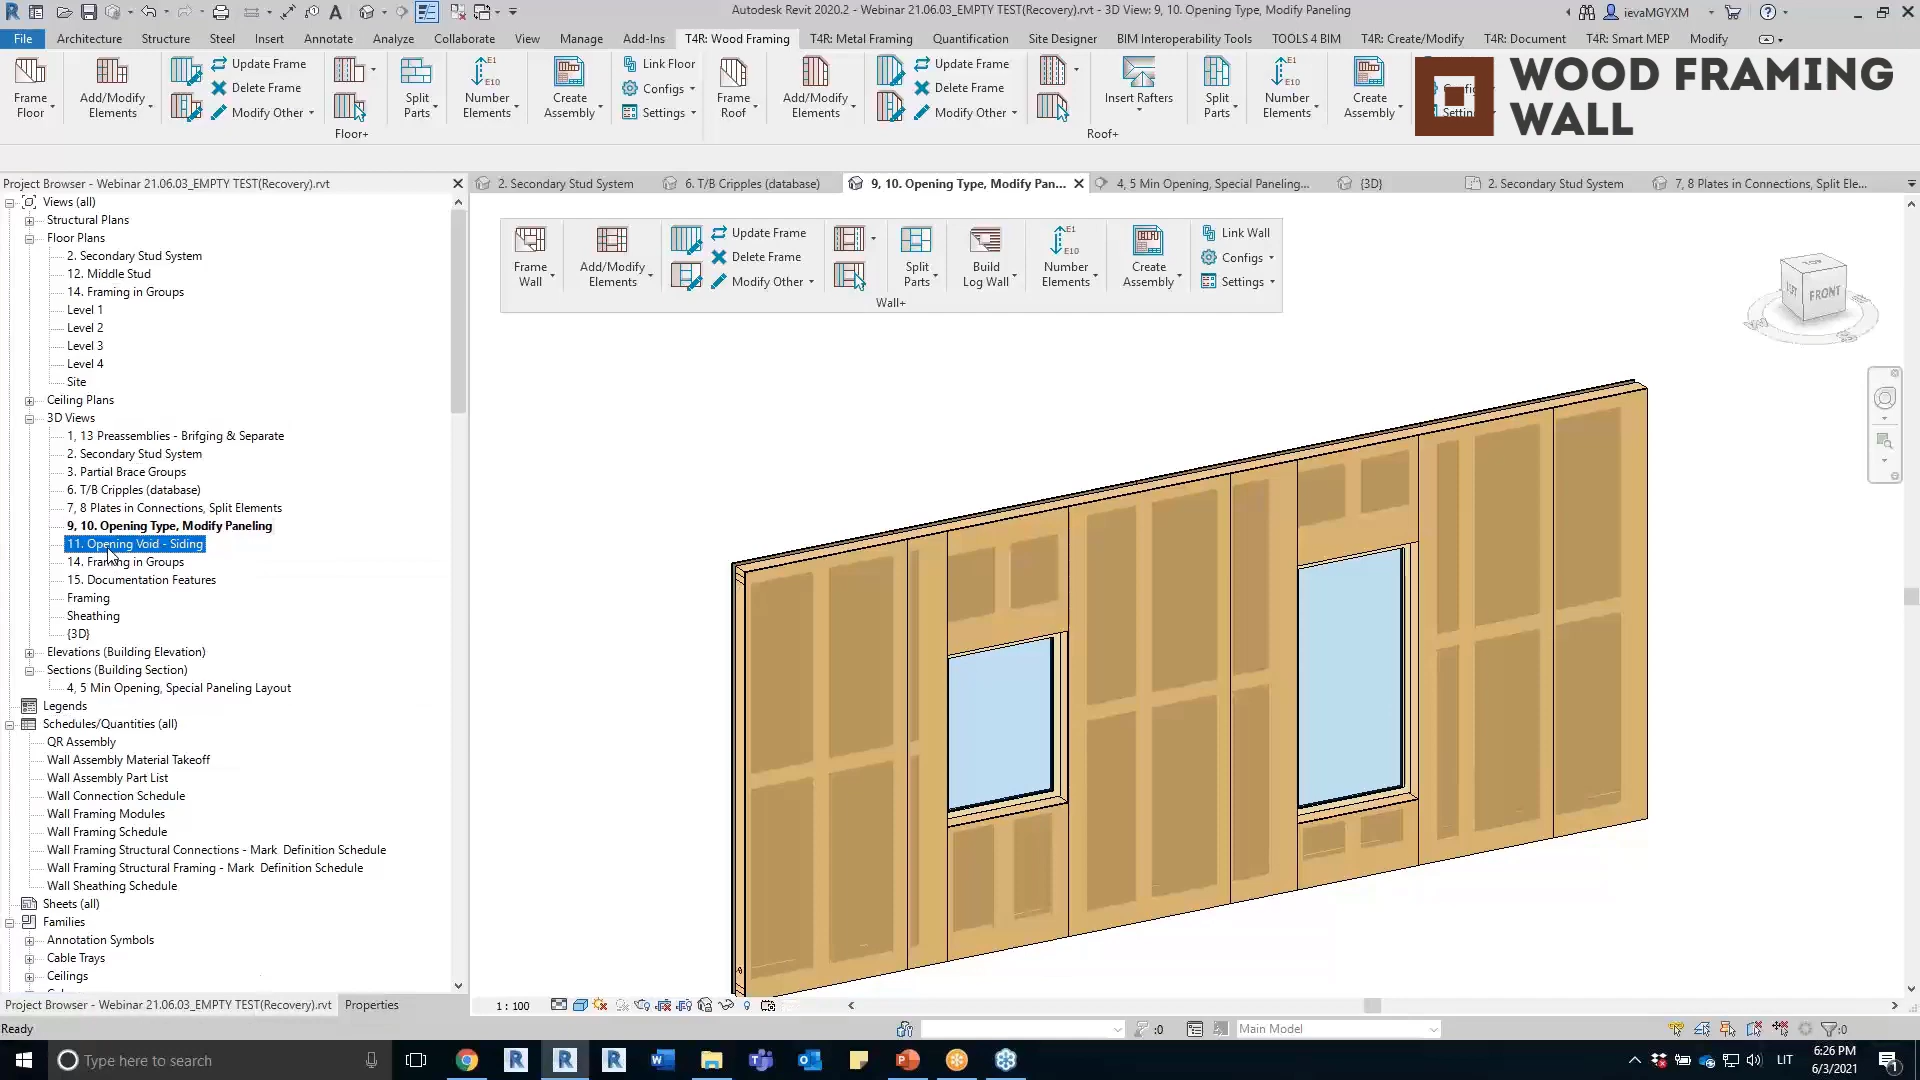 Autodesk Revit 2020.2 - Webinar 21.06.03_EMPTY TEST(Recovery).rvt - 3D View: 9, 10. Opening Type, Modify Paneling
ievaMGYXM
File Architecture Structure Steel Insert Annotate Analyze Collaborate View Manage Add-Ins T4R: Wood Framing T4R: Metal Framing Quantification Site Designer BIM Interoperability Tools TOOLS 4 BIM T4R: Create/Modify T4R: Document T4R: Smart MEP Modify
Frame Floor
Add/Modify Elements
Update Frame
Delete Frame
Modify Other
Split Parts
E1
E10
Number Elements
Create Assembly
Link Floor
Configs
Settings
Floor+
Frame Roof
Add/Modify Elements
Update Frame
Delete Frame
Modify Other
Insert Rafters
Split Parts
E1
E10
Number Elements
Create Assembly
Roof+
WOOD FRAMING
WALL
Project Browser - Webinar 21.06.03_EMPTY TEST(Recovery).rvt
2. Secondary Stud System
6. T/B Cripples (database)
9, 10. Opening Type, Modify Pan...
4, 5 Min Opening, Special Paneling...
{3D}
2. Secondary Stud System
7, 8 Plates in Connections, Split Ele...
Views (all)
Structural Plans
Floor Plans
2. Secondary Stud System
12. Middle Stud
14. Framing in Groups
Level 1
Level 2
Level 3
Level 4
Site
Ceiling Plans
3D Views
1, 13 Preassemblies - Brifging & Separate
2. Secondary Stud System
3. Partial Brace Groups
6. T/B Cripples (database)
7, 8 Plates in Connections, Split Elements
9, 10. Opening Type, Modify Paneling
11. Opening Void - Siding
14. Framing in Groups
15. Documentation Features
Framing
Sheathing
{3D}
Elevations (Building Elevation)
Sections (Building Section)
4, 5 Min Opening, Special Paneling Layout
Legends
Schedules/Quantities (all)
QR Assembly
Wall Assembly Material Takeoff
Wall Assembly Part List
Wall Connection Schedule
Wall Framing Modules
Wall Framing Schedule
Wall Framing Structural Connections - Mark Definition Schedule
Wall Framing Structural Framing - Mark Definition Schedule
Wall Sheathing Schedule
Sheets (all)
Families
Annotation Symbols
Cable Trays
Ceilings
Frame Wall
Add/Modify Elements
Update Frame
Delete Frame
Modify Other
Split Parts
Build Log Wall
E1
E10
Number Elements
Create Assembly
Link Wall
Configs
Settings
Wall+
TOP
FRONT
Project Browser - Webinar 21.06.03_EMPTY TEST(Recovery).rvt
Properties
1 : 100
Ready
:0
Main Model
:0
Type here to search
LIT
6:26 PM
6/3/2021
1